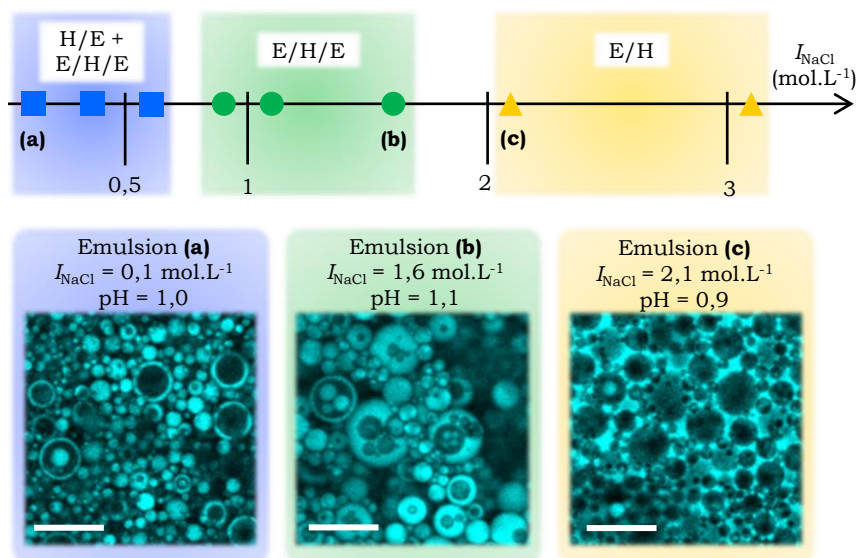 H/E +
E/H/E
E/H/E
E/H
I_NaCl
(mol.L⁻¹)
(a)
(b)
(c)
0,5
1
2
3
Emulsion (a)
I_NaCl = 0,1 mol.L⁻¹
pH = 1,0
Emulsion (b)
I_NaCl = 1,6 mol.L⁻¹
pH = 1,1
Emulsion (c)
I_NaCl = 2,1 mol.L⁻¹
pH = 0,9